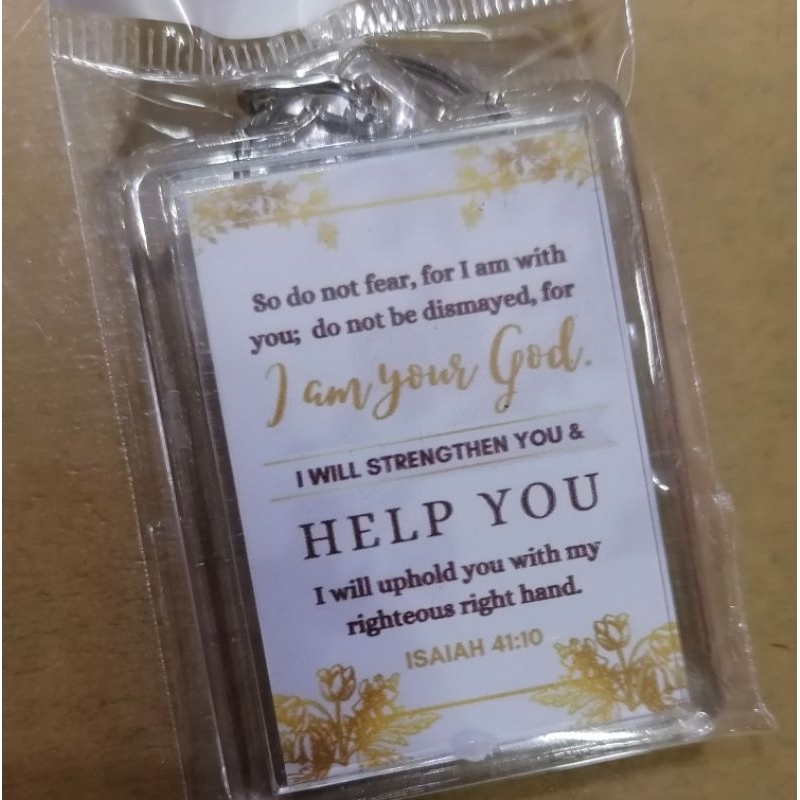 So do not fear, for I am with
you; do not be dismayed, for
I am your God.
I WILL STRENGTHEN YOU &
HELP YOU
I will uphold you with my
righteous right hand.
ISAIAH 41:10